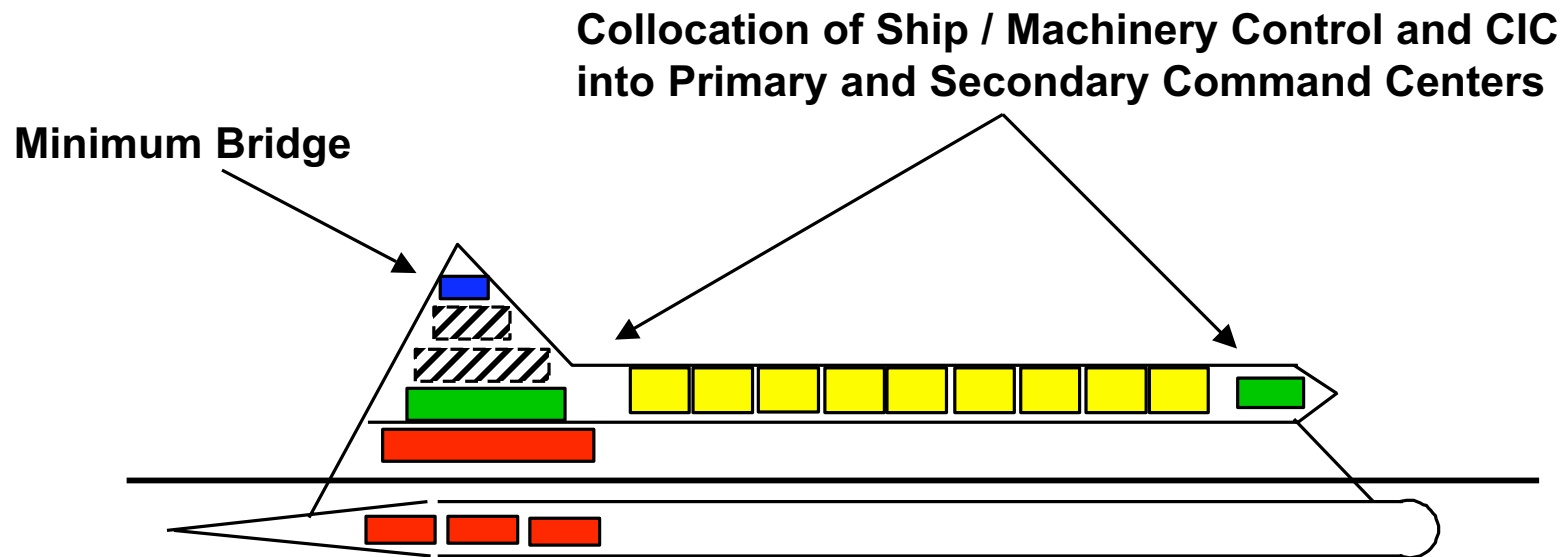 Collocation of Ship / Machinery Control and CIC
into Primary and Secondary Command Centers
Minimum Bridge